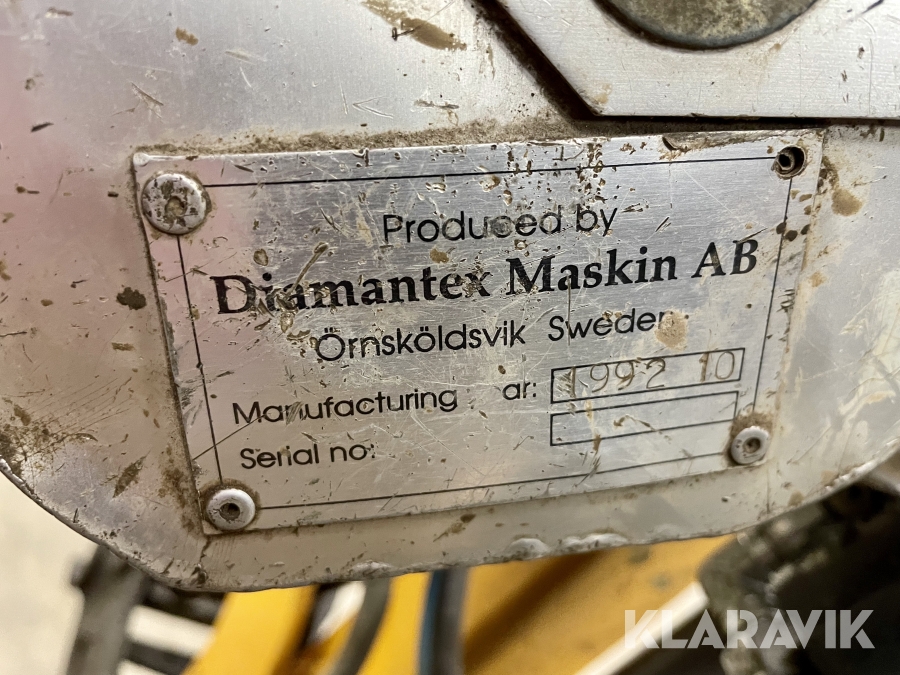 Produced by
Diamantex Maskin AB
Örnsköldsvik Sweden
Manufacturing ar: 1992 10
Serial no:
KLARAVIK